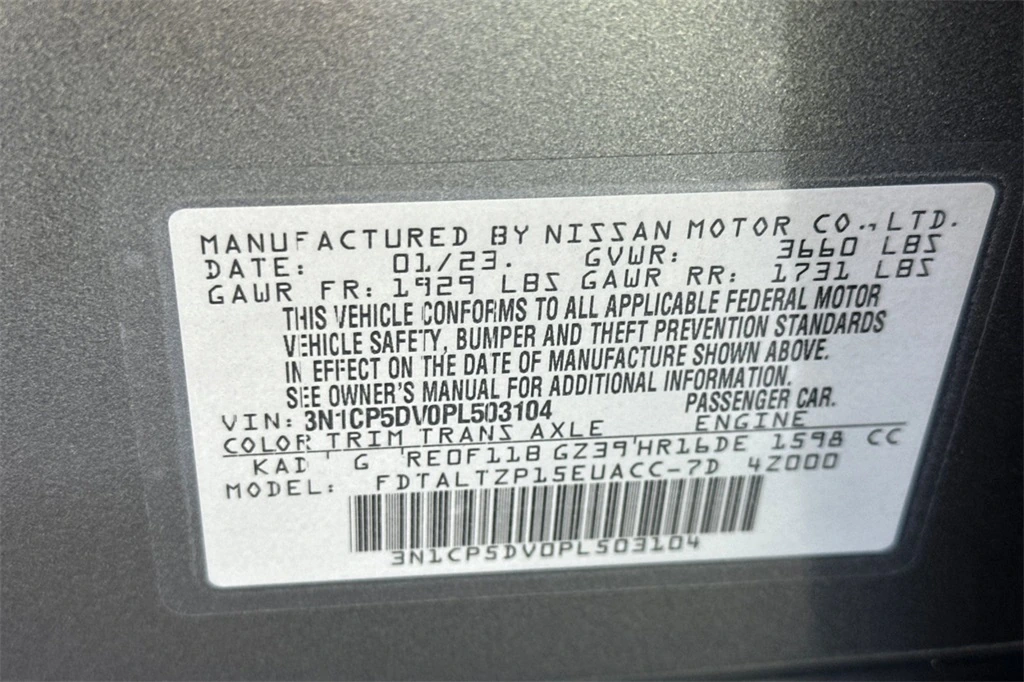 MANUFACTURED BY NISSAN MOTOR CO.,LTD.
DATE: 01/23. GVWR: 3660 LBS
GAWR FR: 1929 LBS GAWR RR: 1731 LBS
THIS VEHICLE CONFORMS TO ALL APPLICABLE FEDERAL MOTOR
VEHICLE SAFETY, BUMPER AND THEFT PREVENTION STANDARDS
IN EFFECT ON THE DATE OF MANUFACTURE SHOWN ABOVE.
SEE OWNER'S MANUAL FOR ADDITIONAL INFORMATION.
PASSENGER CAR.
VIN: 3N1CP5DV0PL503104
COLOR TRIM TRANS AXLE ENGINE
KAD G RE0F11B GZ39 HR16DE 1598 CC
MODEL: FDTALTZP15EUACC-7D 4Z000
3N1CP5DV0PL503104